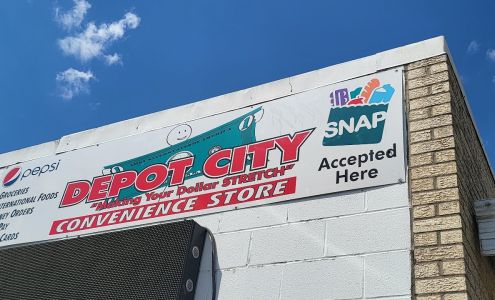 pepsi
GROCERIES
INTERNATIONAL FOODS
DEPOT CITY
"Making Your Dollar STRETCH"
CONVENIENCE STORE
SNAP
Accepted
Here